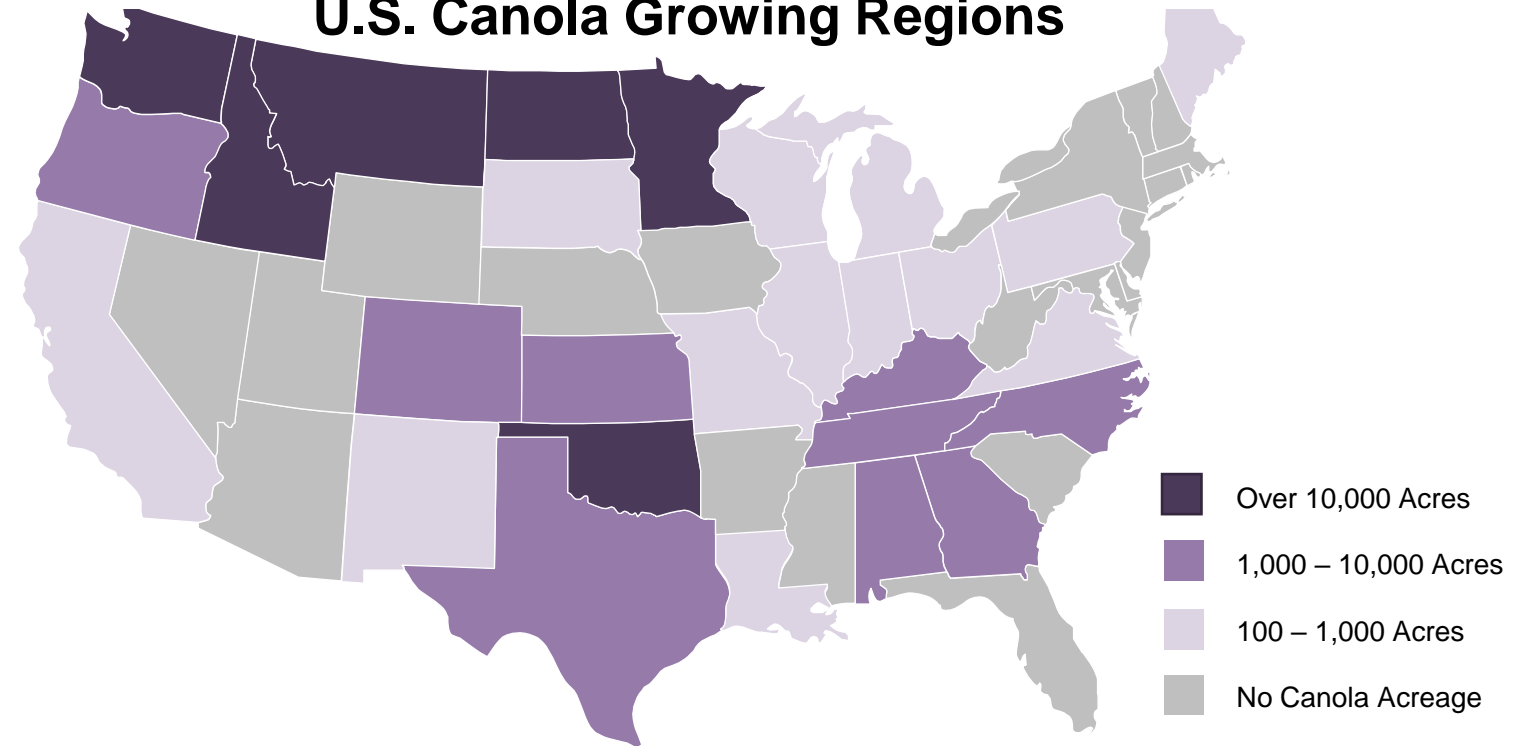 U.S. Canola Growing Regions
Over 10,000 Acres
1,000 – 10,000 Acres
100 – 1,000 Acres
No Canola Acreage